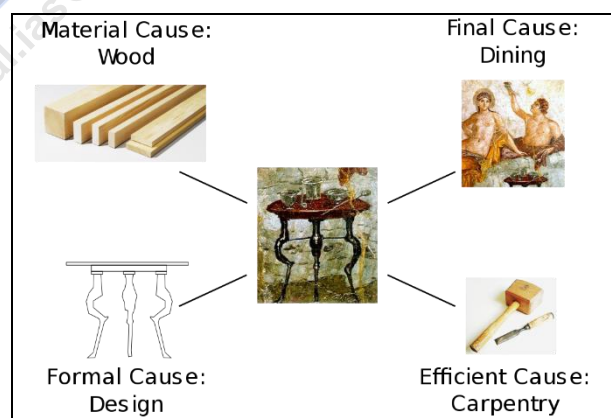 Material Cause:
Wood
Final Cause:
Dining
Formal Cause:
Design
Efficient Cause:
Carpentry